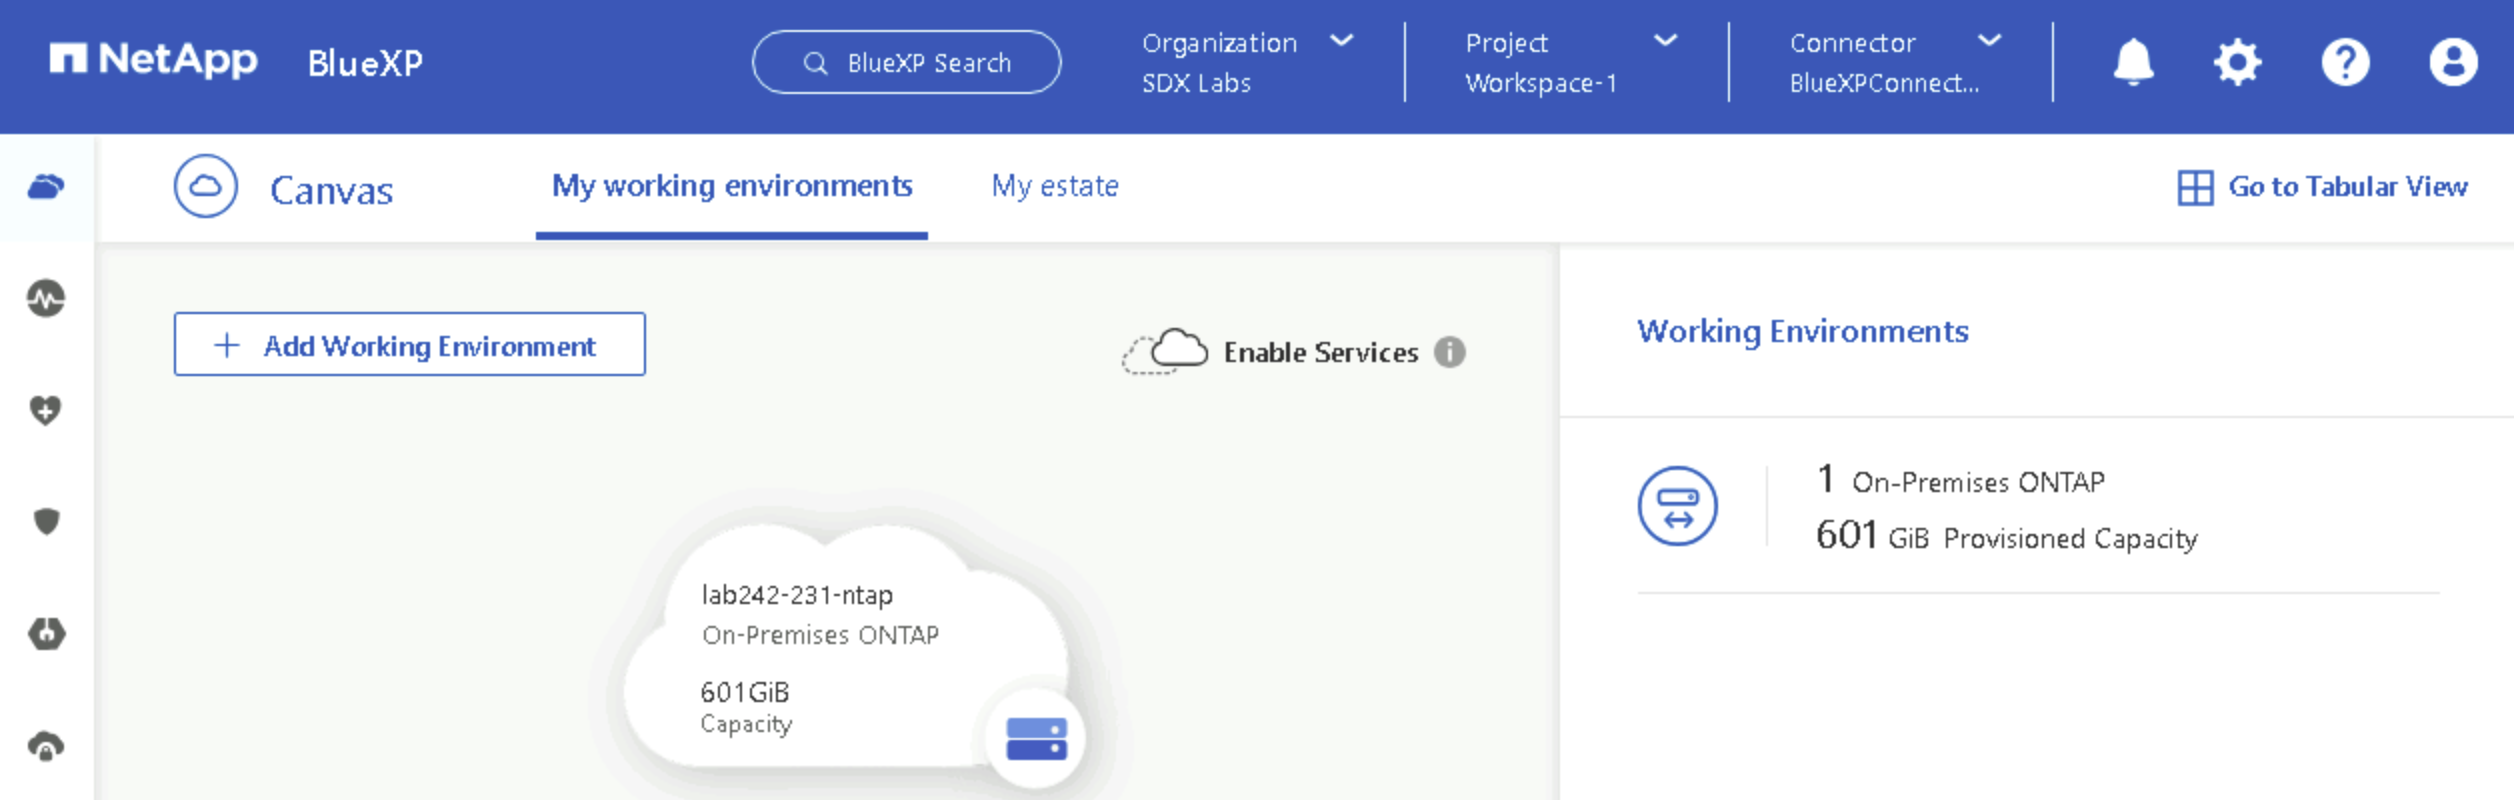 NetApp BlueXP
BlueXP Search
Organization
SDX Labs
Project
Workspace-1
Connector
BlueXPConnect...
Canvas
My working environments
My estate
Go to Tabular View
Add Working Environment
Enable Services
Working Environments
1 On-Premises ONTAP
601 GiB Provisioned Capacity
lab242-231-ntap
On-Premises ONTAP
601GiB
Capacity